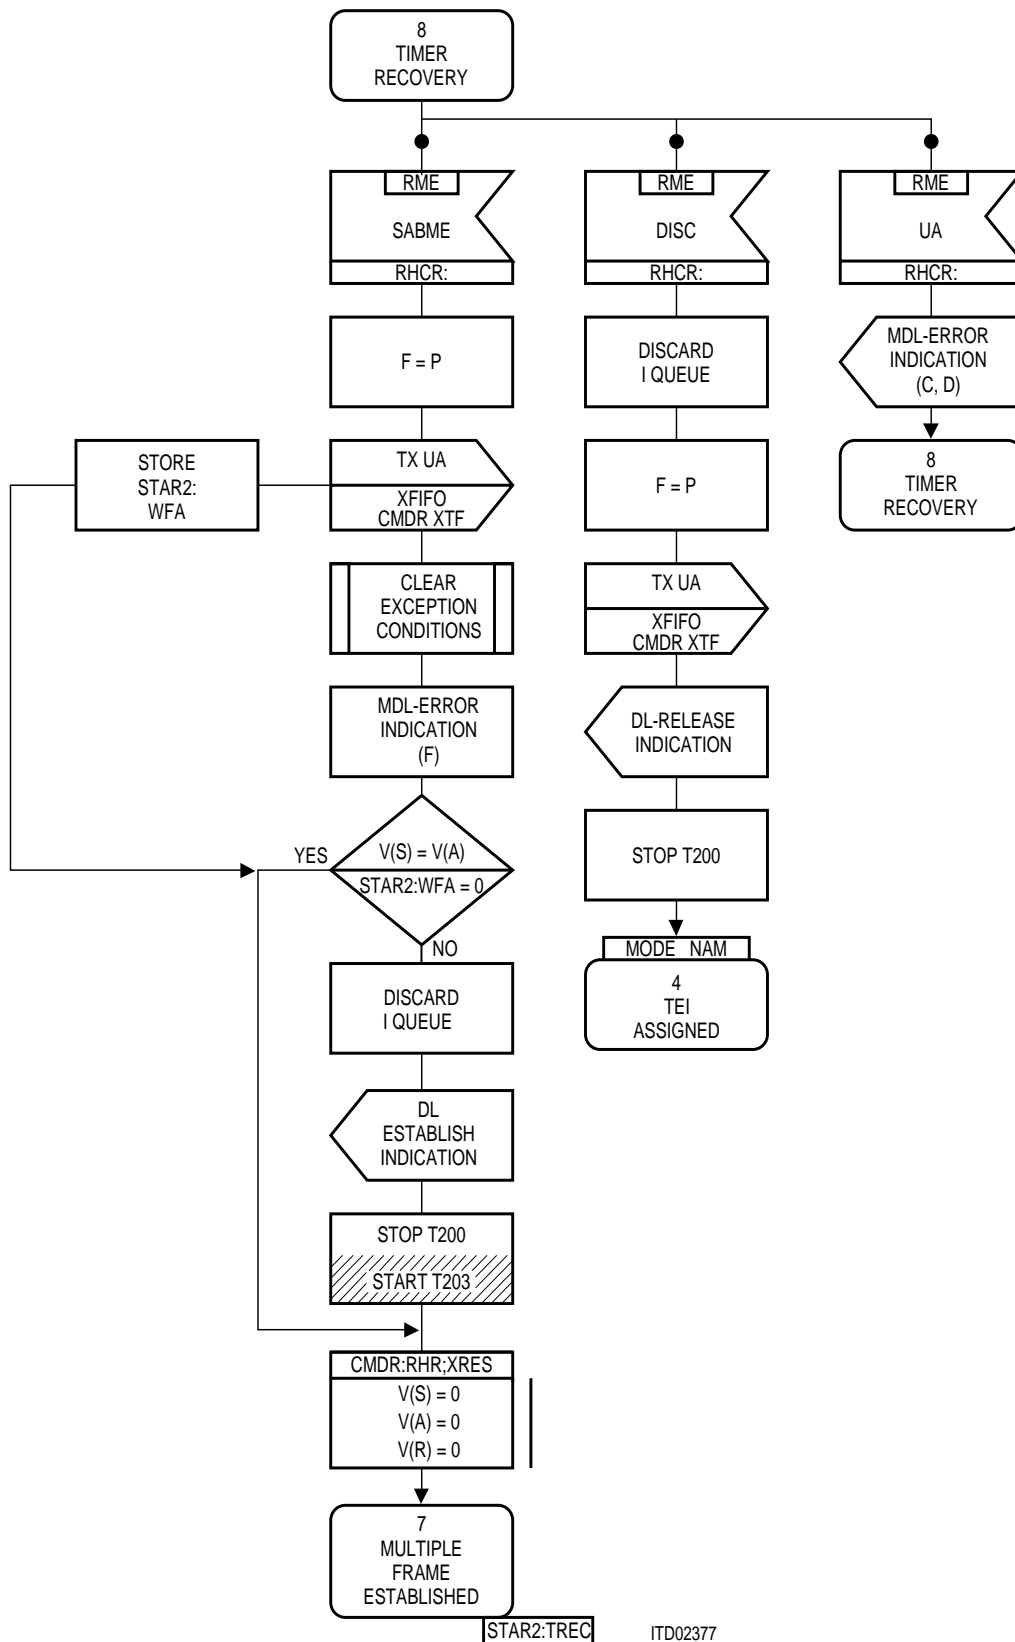 8
TIMER
RECOVERY
RME
SABME
RHCR:
F = P
TX UA
XFIFO
CMDR XTF
STORE
STAR2:
WFA
CLEAR
EXCEPTION
CONDITIONS
MDL-ERROR
INDICATION
(F)
YES
V(S) = V(A)
STAR2:WFA = 0
NO
DISCARD
I QUEUE
DL
ESTABLISH
INDICATION
STOP T200
START T203
CMDR:RHR;XRES
V(S) = 0
V(A) = 0
V(R) = 0
7
MULTIPLE
FRAME
ESTABLISHED
STAR2:TREC
RME
DISC
RHCR:
DISCARD
I QUEUE
F = P
TX UA
XFIFO
CMDR XTF
DL-RELEASE
INDICATION
STOP T200
MODE NAM
4
TEI
ASSIGNED
RME
UA
RHCR:
MDL-ERROR
INDICATION
(C, D)
8
TIMER
RECOVERY
ITD02377